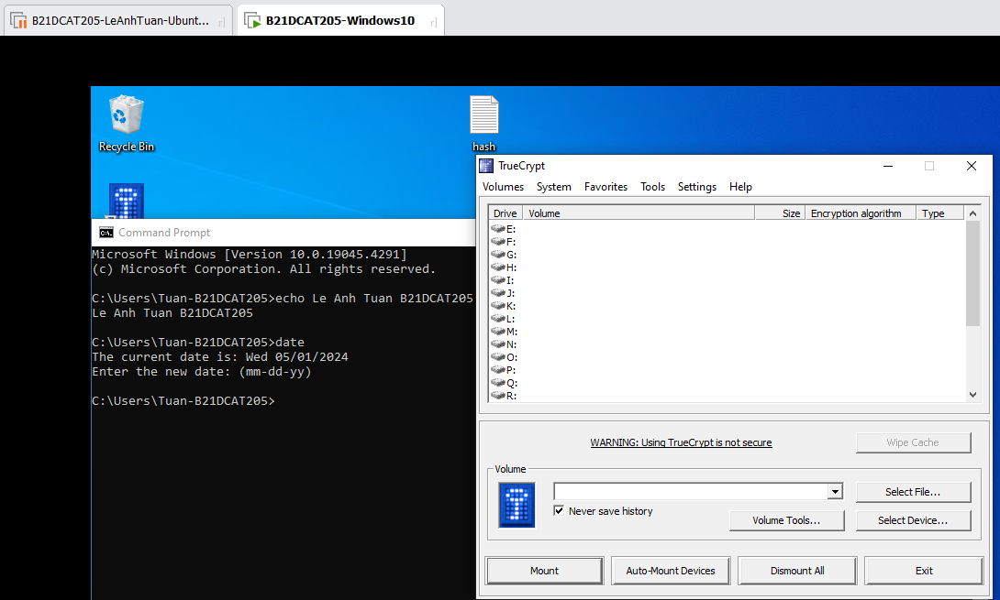 B21DCAT205-LeAnhTuan-Ubunt...
B21DCAT205-Windows10
Recycle Bin
hash
Command Prompt
Microsoft Windows [Version 10.0.19045.4291]
(c) Microsoft Corporation. All rights reserved.
C:\Users\Tuan-B21DCAT205>echo Le Anh Tuan B21DCAT205
Le Anh Tuan B21DCAT205
C:\Users\Tuan-B21DCAT205>date
The current date is: Wed 05/01/2024
Enter the new date: (mm-dd-yy)
C:\Users\Tuan-B21DCAT205>
TrueCrypt
Volumes System Favorites Tools Settings Help
Drive Volume Size Encryption algorithm Type
E:
F:
G:
H:
I:
J:
K:
L:
M:
N:
O:
P:
Q:
R:
WARNING: Using TrueCrypt is not secure
Wipe Cache
Volume
Select File...
Never save history
Volume Tools...
Select Device...
Mount
Auto-Mount Devices
Dismount All
Exit